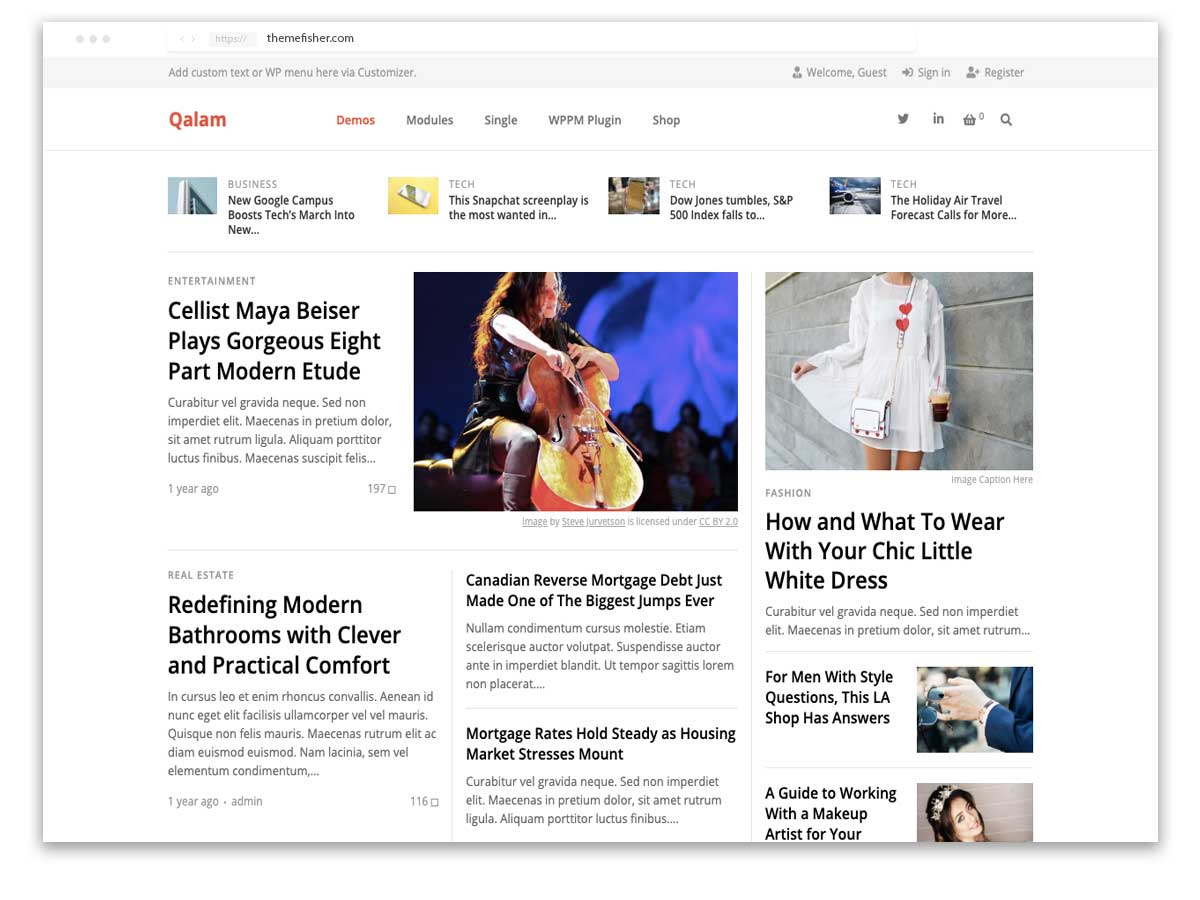 https://
themefisher.com
Add custom text or WP menu here via Customizer.
Welcome, Guest
Sign in
Register
Qalam
Demos
Modules
Single
WPPM Plugin
Shop
0
BUSINESS
New Google Campus
Boosts Tech's March Into
New...
TECH
This Snapchat screenplay is
the most wanted in...
TECH
Dow Jones tumbles, S&P
500 Index falls to...
TECH
The Holiday Air Travel
Forecast Calls for More...
ENTERTAINMENT
Cellist Maya Beiser
Plays Gorgeous Eight
Part Modern Etude
Curabitur vel gravida neque. Sed non
imperdiet elit. Maecenas in pretium dolor,
sit amet rutrum ligula. Aliquam porttitor
luctus finibus. Maecenas suscipit felis...
1 year ago
197
Image by Steve Jurvetson is licensed under CC BY 2.0
REAL ESTATE
Redefining Modern
Bathrooms with Clever
and Practical Comfort
In cursus leo et enim rhoncus convallis. Aenean id
nunc eget elit facilisis ullamcorper vel vel mauris.
Quisque non felis mauris. Maecenas rutrum elit ac
diam euismod euismod. Nam lacinia, sem vel
elementum condimentum,...
1 year ago · admin
116
Canadian Reverse Mortgage Debt Just
Made One of The Biggest Jumps Ever
Nullam condimentum cursus molestie. Etiam
scelerisque auctor volutpat. Suspendisse auctor
ante in imperdiet blandit. Ut tempor sagittis lorem
non placerat....
Mortgage Rates Hold Steady as Housing
Market Stresses Mount
Curabitur vel gravida neque. Sed non imperdiet
elit. Maecenas in pretium dolor, sit amet rutrum
ligula. Aliquam porttitor luctus finibus....
Image Caption Here
FASHION
How and What To Wear
With Your Chic Little
White Dress
Curabitur vel gravida neque. Sed non imperdiet
elit. Maecenas in pretium dolor, sit amet rutrum...
For Men With Style
Questions, This LA
Shop Has Answers
A Guide to Working
With a Makeup
Artist for Your